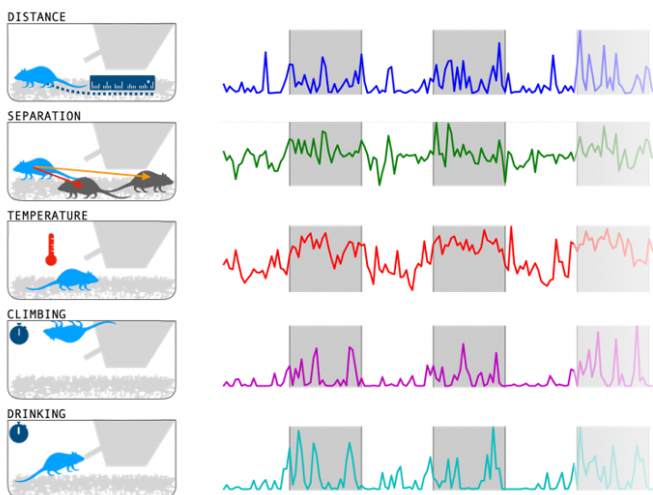 DISTANCE
SEPARATION
TEMPERATURE
CLIMBING
DRINKING